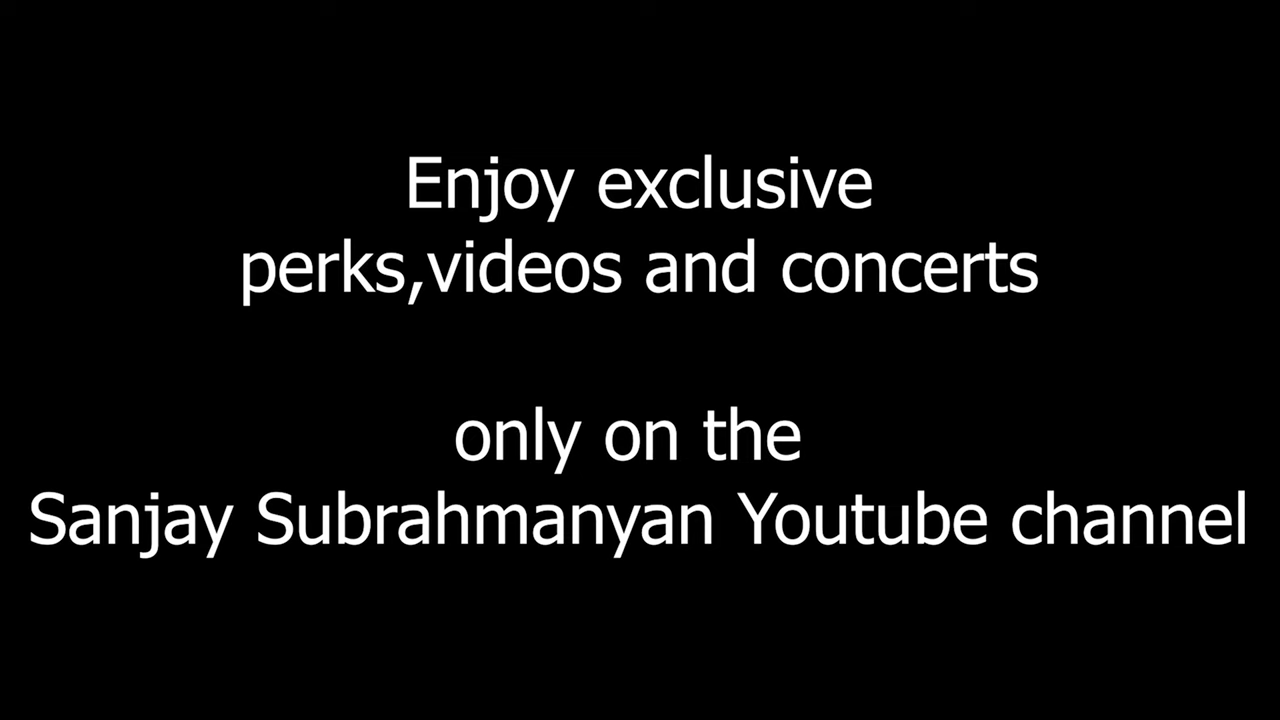 Enjoy exclusive
perks,videos and concerts
only on the
Sanjay Subrahmanyan Youtube channel